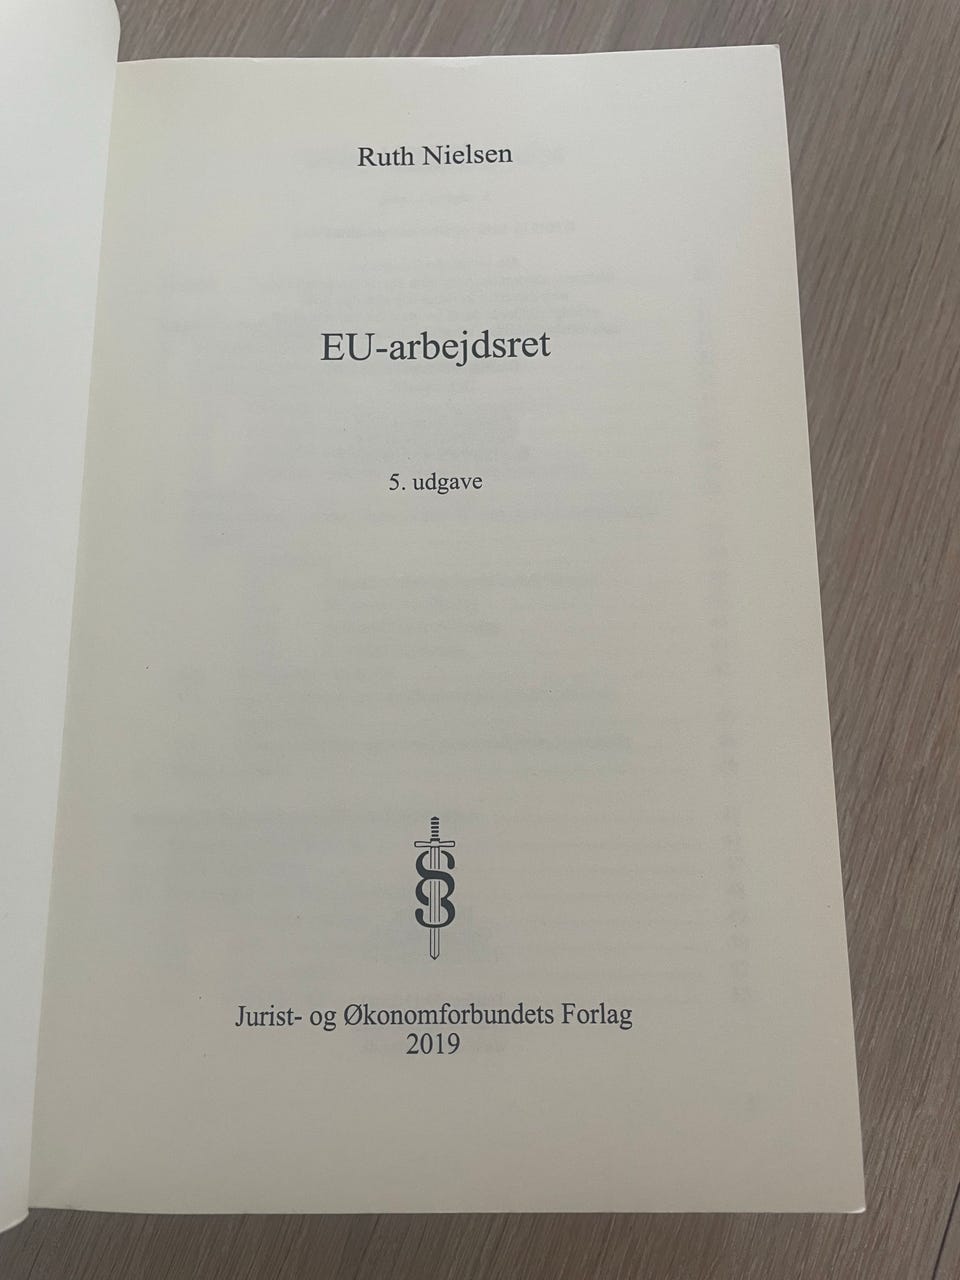 Ruth Nielsen
EU-arbejdsret
5. udgave
Jurist- og Økonomforbundets Forlag
2019